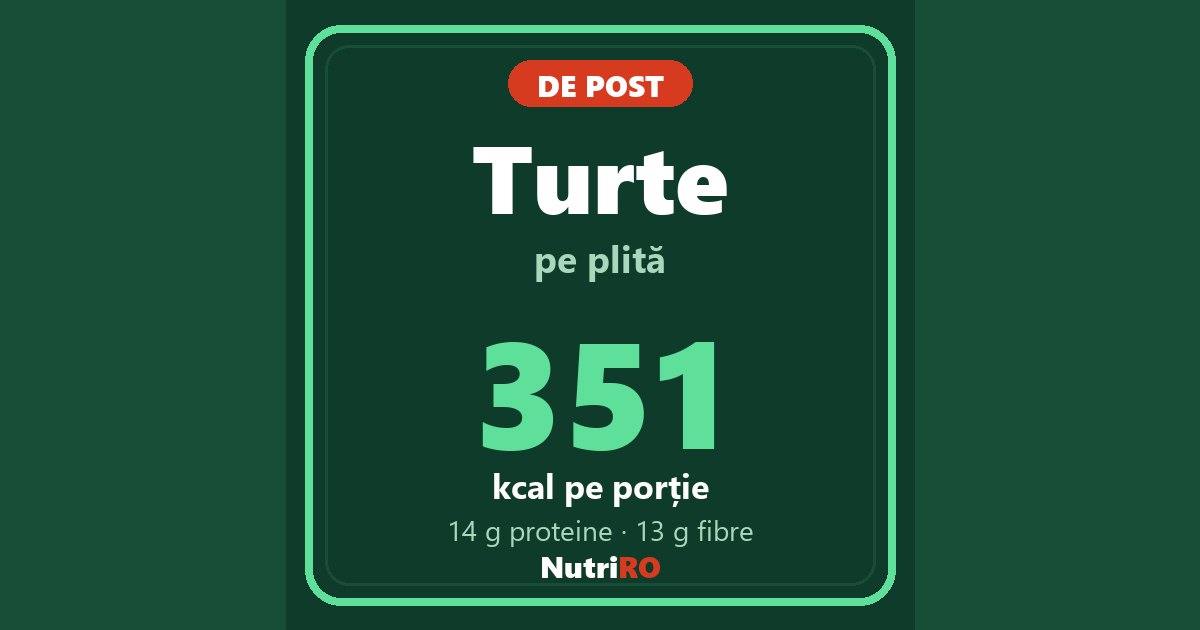 DE POST
Turte
pe plită
351
kcal pe porție
14 g proteine · 13 g fibre
NutriRO